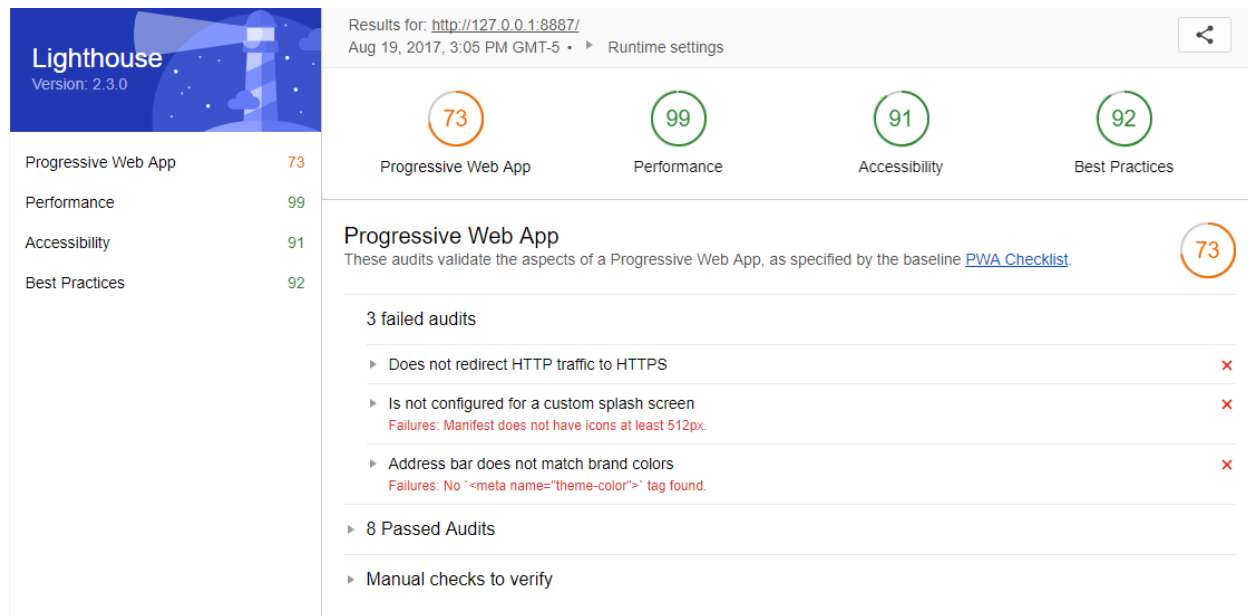 Lighthouse
Version: 2.3.0
Progressive Web App 73
Performance 99
Accessibility 91
Best Practices 92
Results for: http://127.0.0.1:8887/
Aug 19, 2017, 3:05 PM GMT-5 • Runtime settings
73 99 91 92
Progressive Web App Performance Accessibility Best Practices
Progressive Web App
These audits validate the aspects of a Progressive Web App, as specified by the baseline PWA Checklist.
73
3 failed audits
Does not redirect HTTP traffic to HTTPS
Is not configured for a custom splash screen
Failures: Manifest does not have icons at least 512px.
Address bar does not match brand colors
Failures: No `<meta name="theme-color">` tag found.
8 Passed Audits
Manual checks to verify